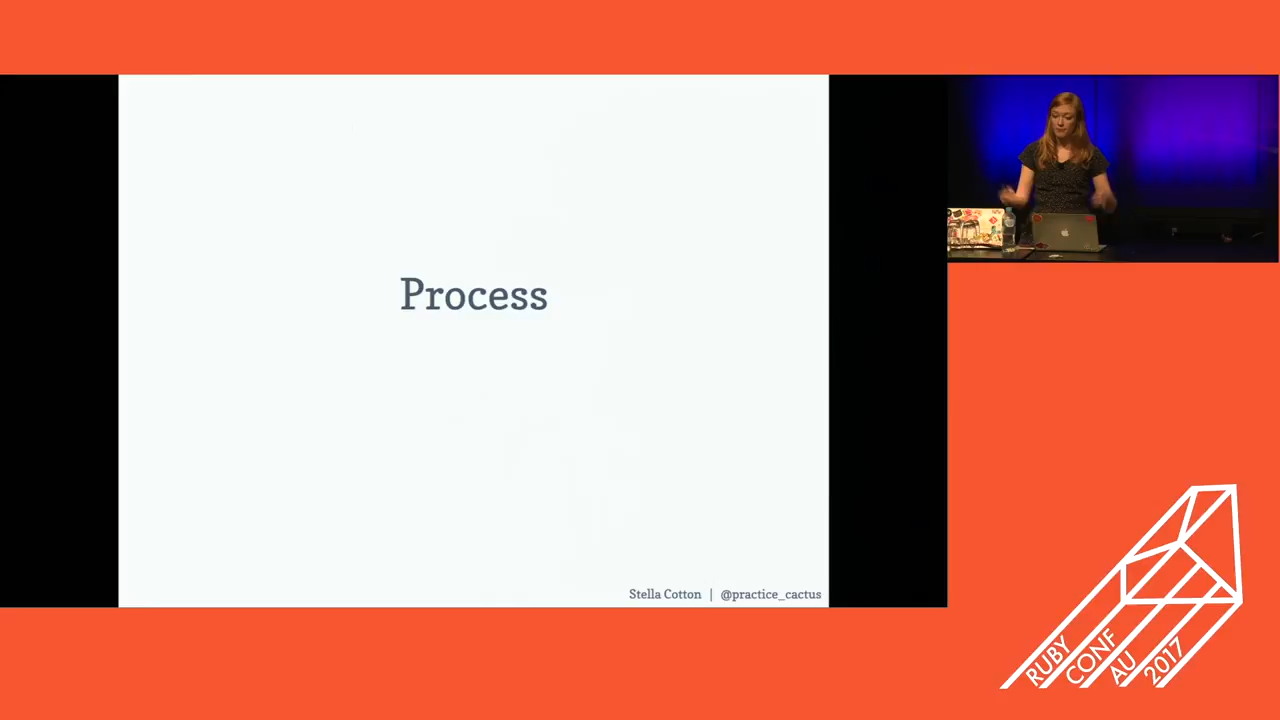 Process
Stella Cotton | @practice_cactus
RUBY
CONF
AU
2017